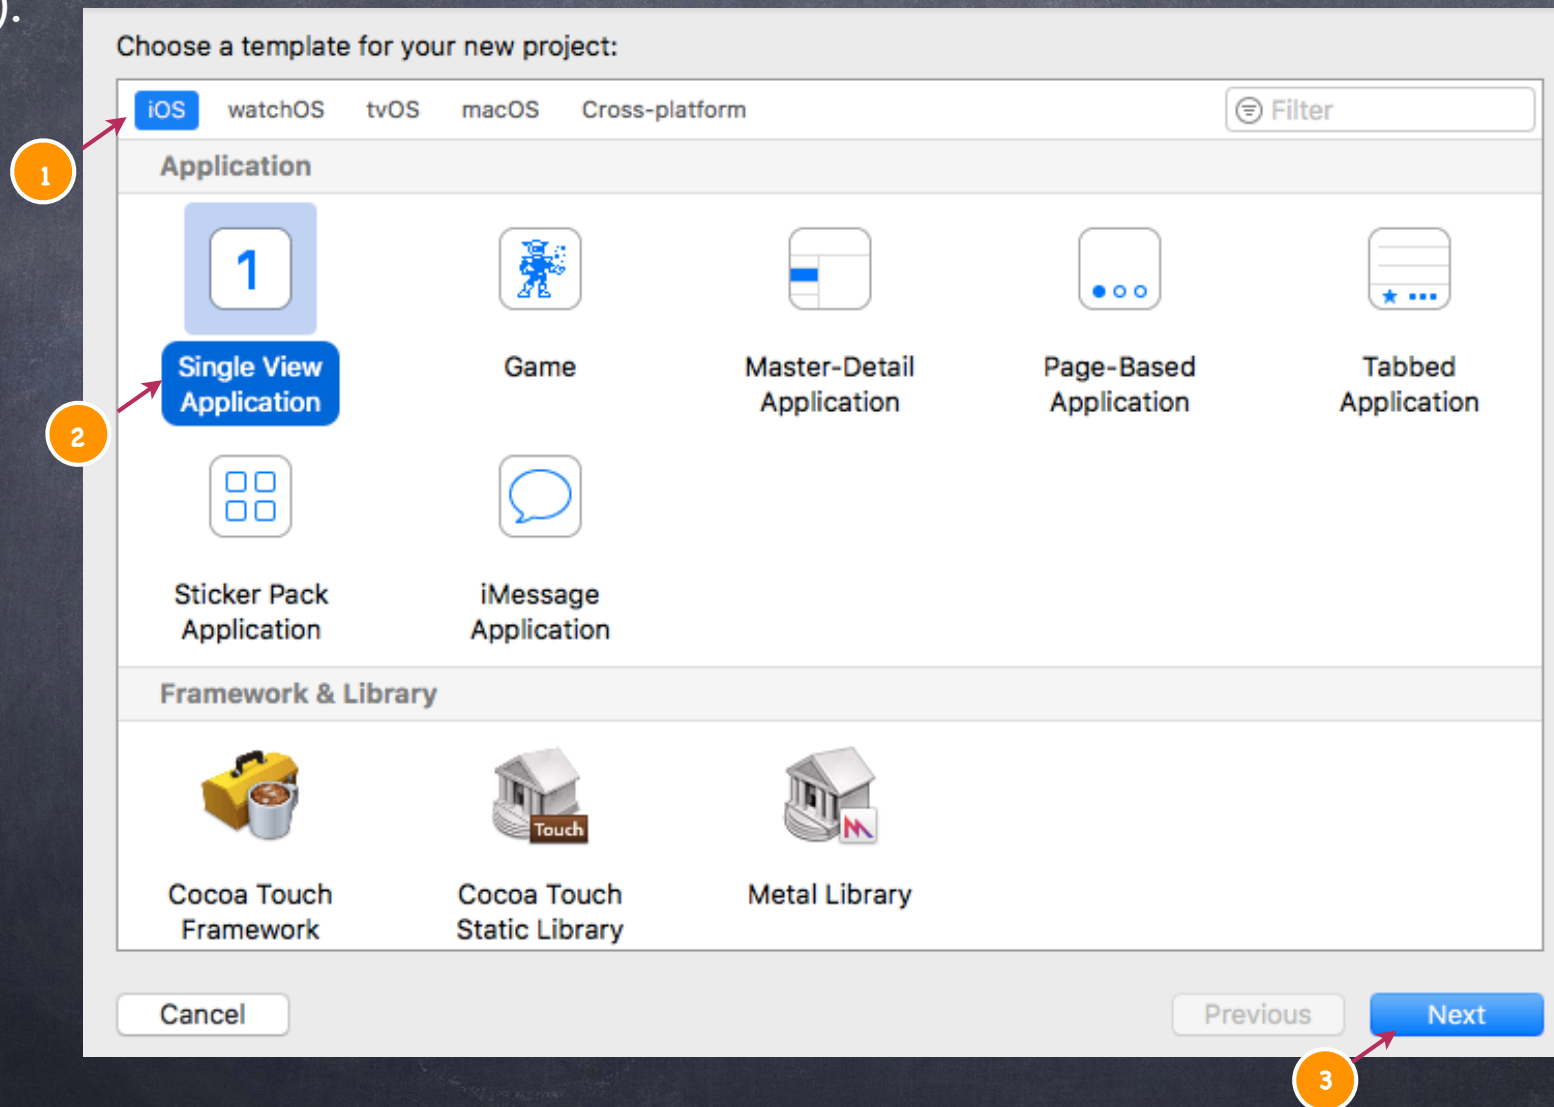 ).
Choose a template for your new project:
iOS watchOS tvOS macOS Cross-platform Filter
1
Application
1
Single View Application
Game
Master-Detail Application
Page-Based Application
Tabbed Application
2
Sticker Pack Application
iMessage Application
Framework & Library
Touch
Cocoa Touch Framework
Cocoa Touch Static Library
Metal Library
Cancel Previous Next
3